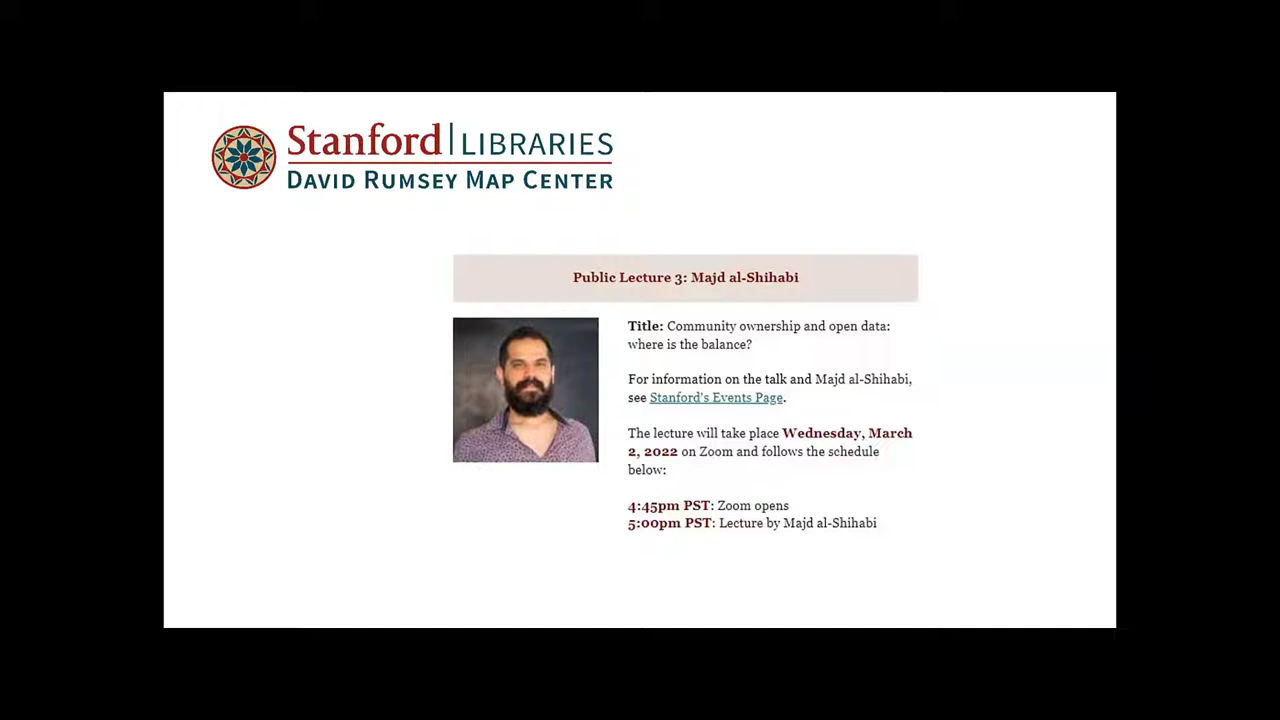 Stanford | LIBRARIES
DAVID RUMSEY MAP CENTER
Public Lecture 3: Majd al-Shihabi
Title: Community ownership and open data:
where is the balance?
For information on the talk and Majd al-Shihabi,
see Stanford's Events Page.
The lecture will take place Wednesday, March
2, 2022 on Zoom and follows the schedule
below:
4:45pm PST: Zoom opens
5:00pm PST: Lecture by Majd al-Shihabi